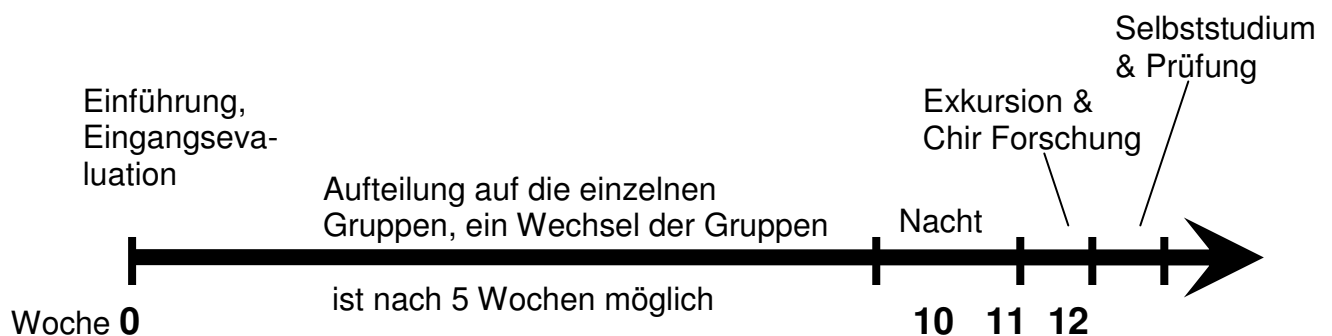 Selbststudium
& Prüfung
Einführung,
Eingangseva-
luation
Exkursion &
Chir Forschung
Aufteilung auf die einzelnen
Gruppen, ein Wechsel der Gruppen
Nacht
ist nach 5 Wochen möglich
Woche 0 10 11 12